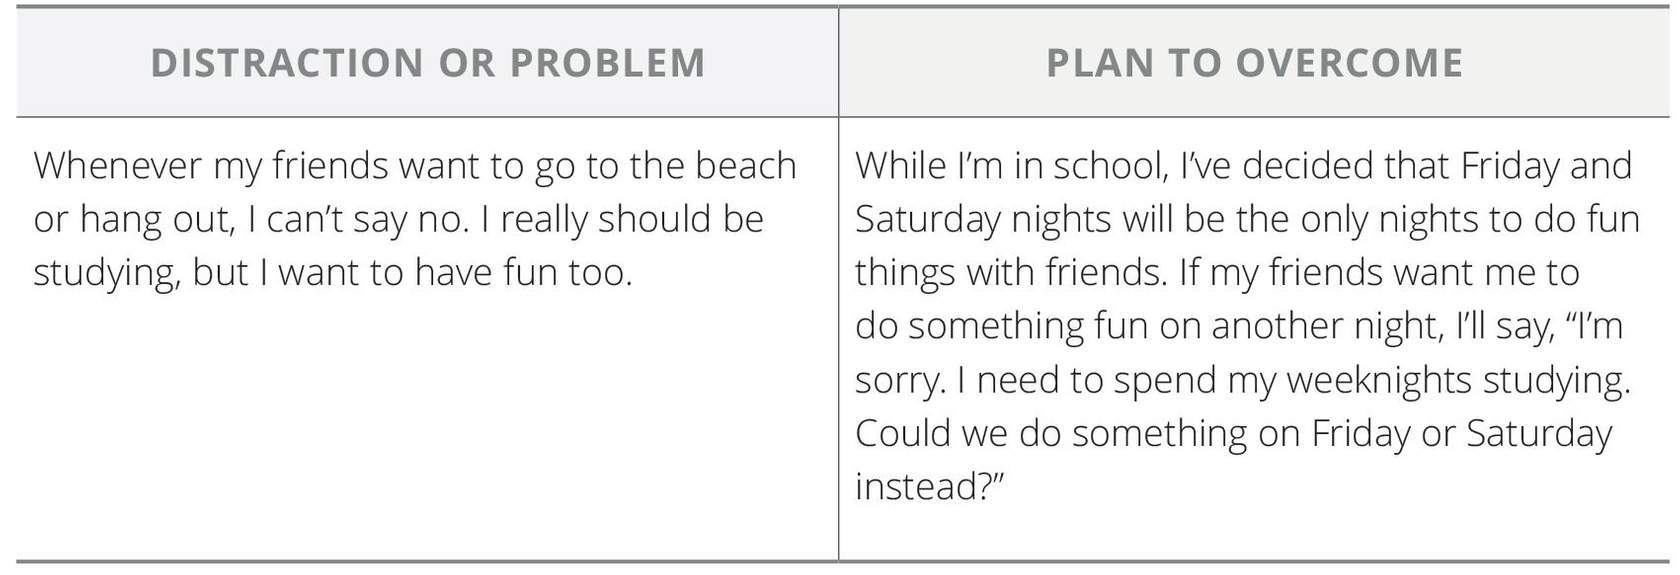 DISTRACTION OR PROBLEM
PLAN TO OVERCOME
Whenever my friends want to go to the beach
or hang out, I can’t say no. I really should be
studying, but I want to have fun too.
While I’m in school, I’ve decided that Friday and
Saturday nights will be the only nights to do fun
things with friends. If my friends want me to
do something fun on another night, I’ll say, “I’m
sorry. I need to spend my weeknights studying.
Could we do something on Friday or Saturday
instead?”